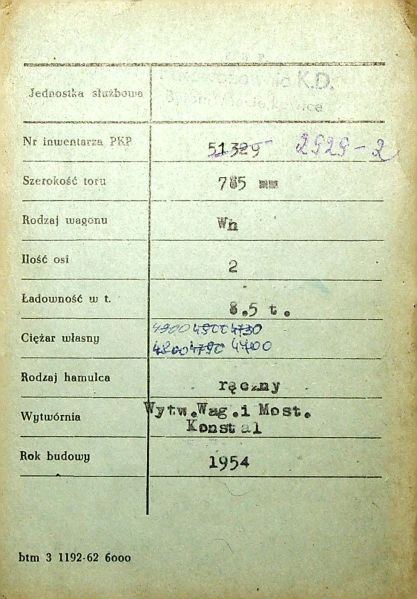 Jednostka służbowa K.D.
Nr inwentarza PKP 51329 2929-2
Szerokość toru 785 mm
Rodzaj wagonu Wn
Ilość osi 2
Ładowność w t. 8.5 t.
4900 4500 4730
Ciężar własny
4800 4790 4700
Rodzaj hamulca ręczny
Wytw.Wag.i Most.
Wytwórnia Konstal
Rok budowy 1954
btm 3 1192-62 6000